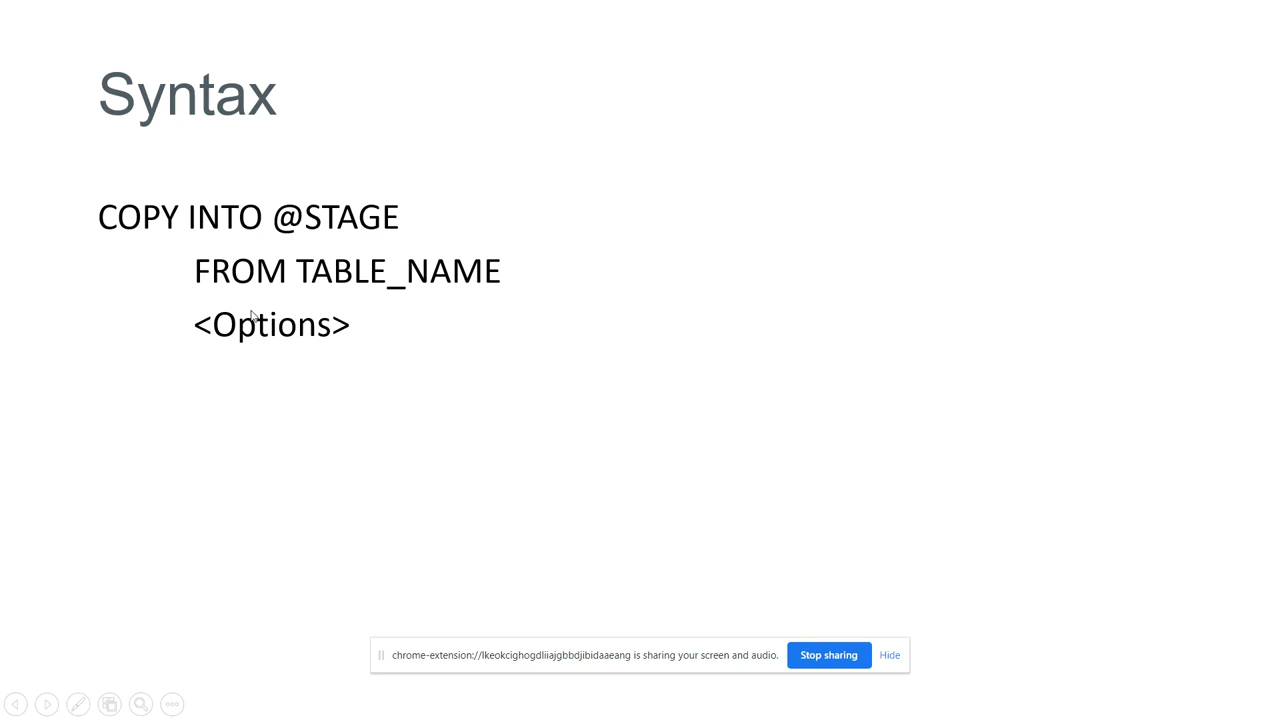 Syntax
COPY INTO @STAGE
FROM TABLE_NAME
<Options>
chrome-extension://lkeokcighogdliiajgbbdjibidaaeang is sharing your screen and audio.
Stop sharing
Hide